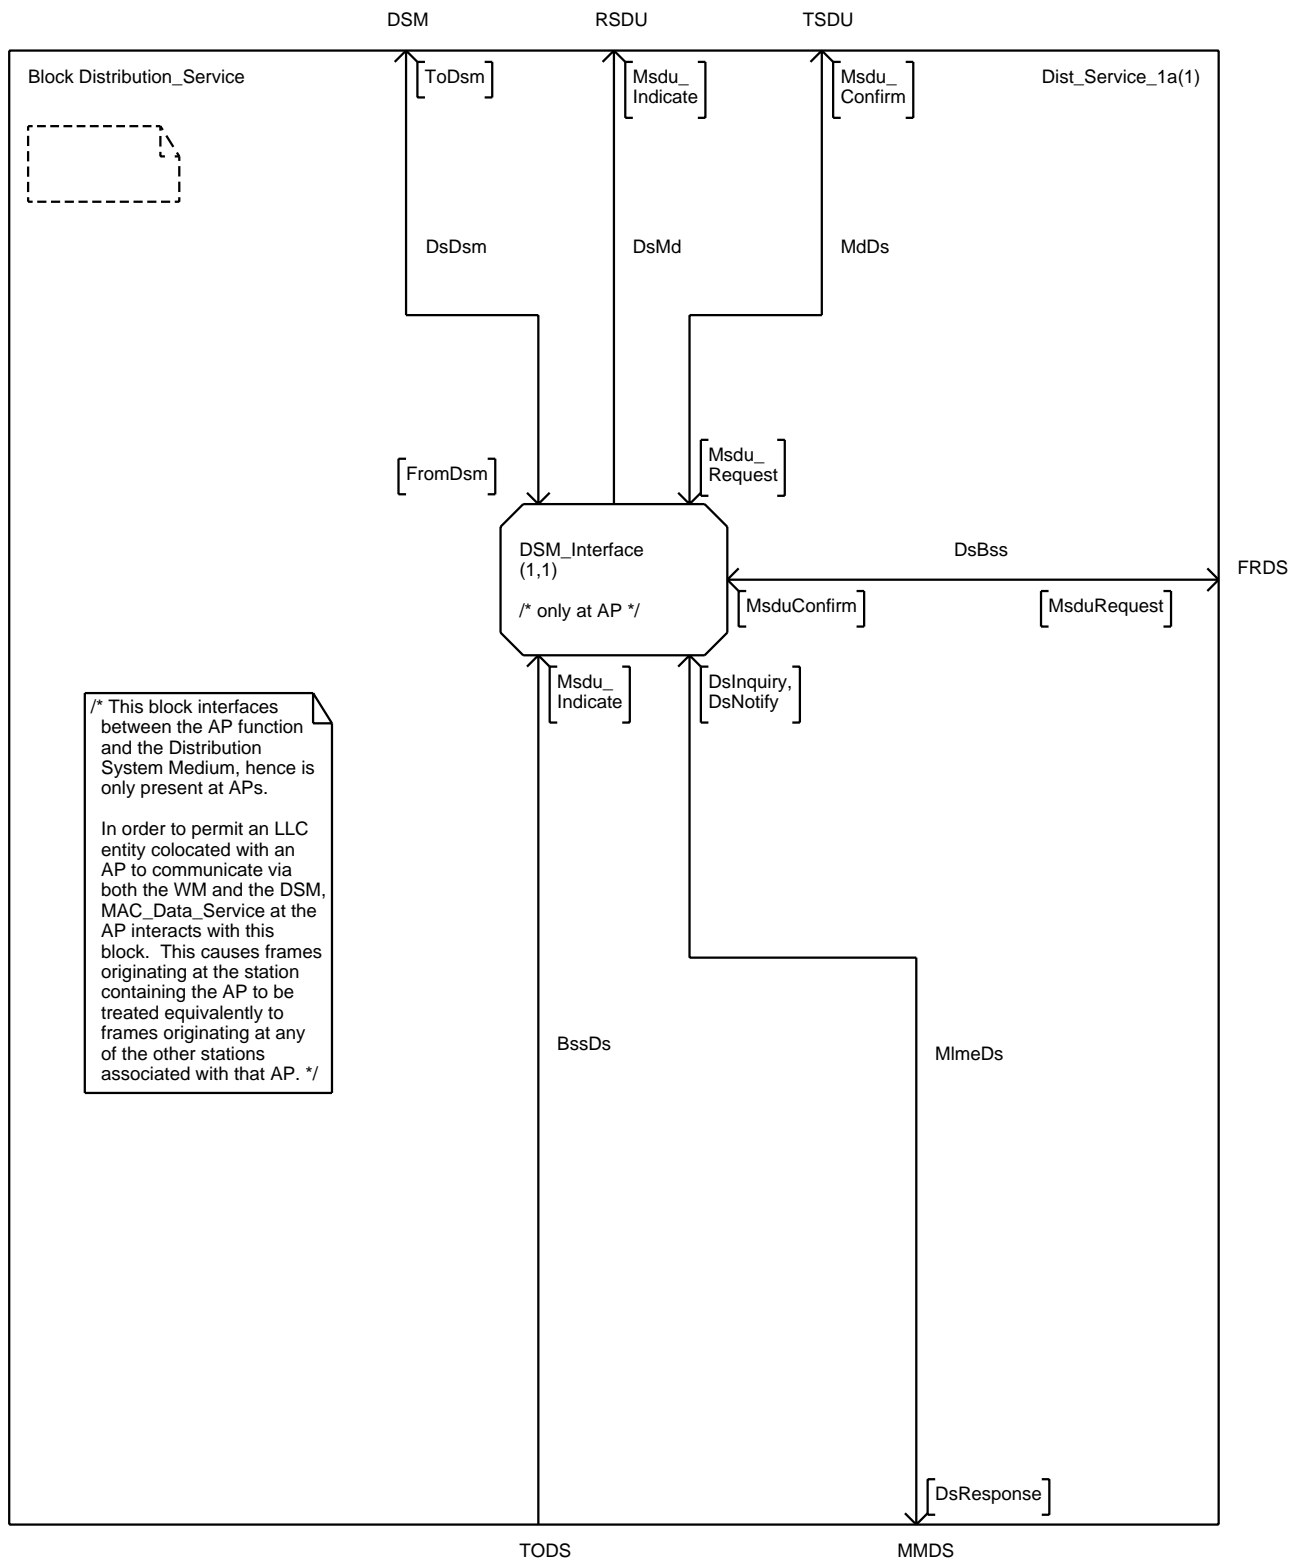 DSM
RSDU
TSDU
Block Distribution_Service
ToDsm
Msdu_
Indicate
Msdu_
Confirm
Dist_Service_1a(1)
DsDsm
DsMd
MdDs
FromDsm
Msdu_
Request
DSM_Interface
(1,1)
/* only at AP */
DsBss
FRDS
MsduConfirm
MsduRequest
Msdu_
Indicate
DsInquiry,
DsNotify
/* This block interfaces
between the AP function
and the Distribution
System Medium, hence is
only present at APs.
In order to permit an LLC
entity colocated with an
AP to communicate via
both the WM and the DSM,
MAC_Data_Service at the
AP interacts with this
block.  This causes frames
originating at the station
containing the AP to be
treated equivalently to
frames originating at any
of the other stations
associated with that AP. */
BssDs
MlmeDs
DsResponse
TODS
MMDS